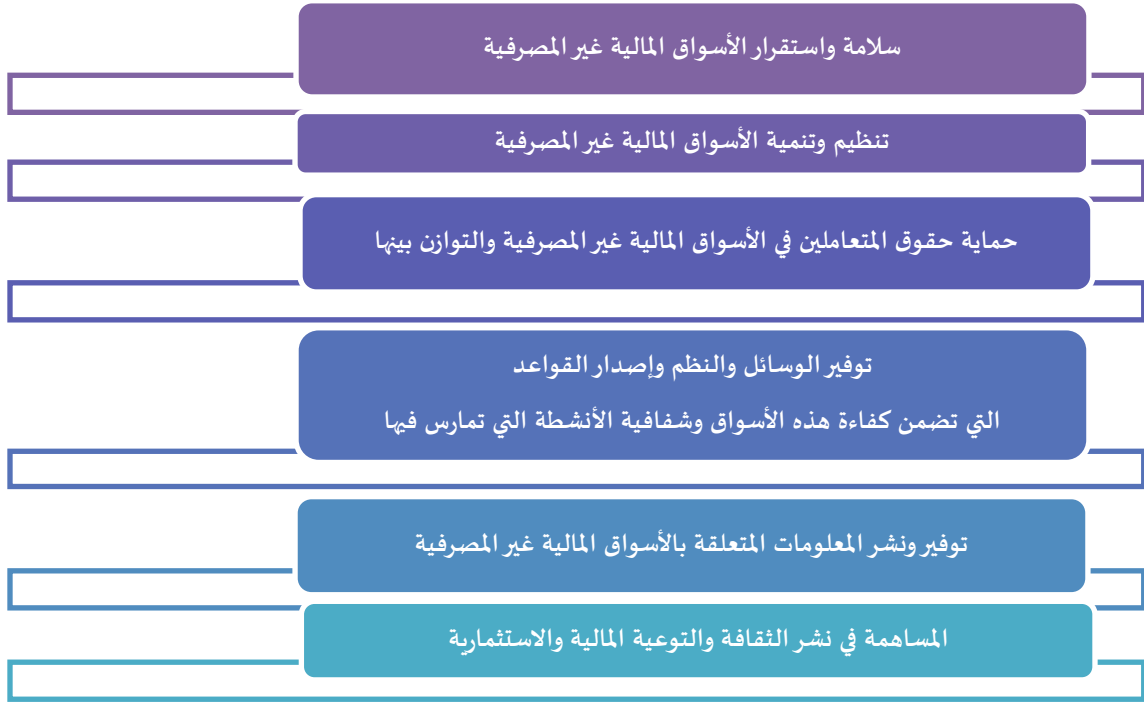 سلامة واستقرار الأسواق المالية غير المصرفية
تنظيم وتنمية الأسواق المالية غير المصرفية
حماية حقوق المتعاملين في الأسواق المالية غير المصرفية والتوازن بينها
توفير الوسائل والنظم وإصدار القواعد
التي تضمن كفاءة هذه الأسواق وشفافية الأنشطة التي تمارس فيها
توفير ونشر المعلومات المتعلقة بالأسواق المالية غير المصرفية
المساهمة في نشر الثقافة والتوعية المالية والاستثمارية